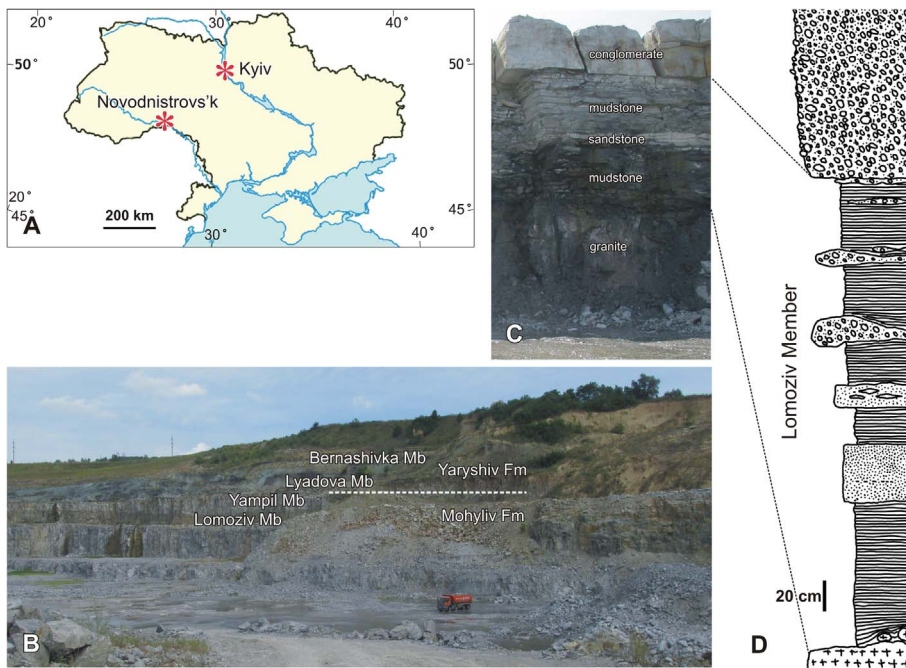 20°
30°
40°
50°
50°
Kyiv
Novodnistrovs'k
20°
45°
45°
200 km
A
30°
40°
conglomerate
mudstone
sandstone
mudstone
granite
C
Lomoziv Member
20 cm
D
Bernashivka Mb
Yaryshiv Fm
Lyadova Mb
Yampil Mb
Lomoziv Mb
Mohyliv Fm
B